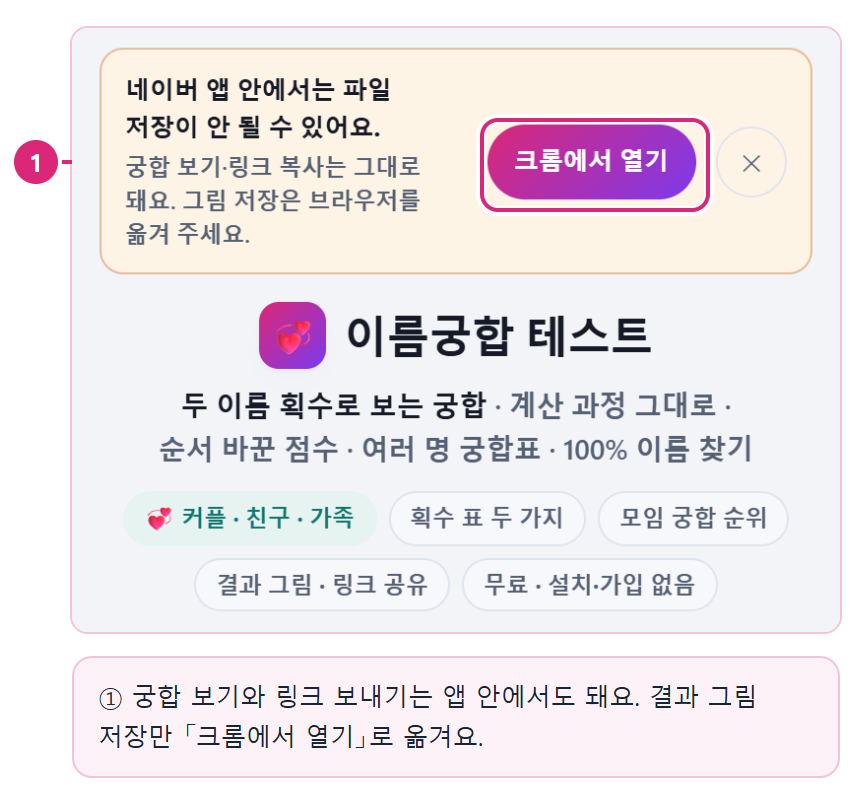 네이버 앱 안에서는 파일
저장이 안 될 수 있어요.
궁합 보기·링크 복사는 그대로
돼요. 그림 저장은 브라우저를
옮겨 주세요.
크롬에서 열기
1
이름궁합 테스트
두 이름 획수로 보는 궁합 · 계산 과정 그대로 ·
순서 바꾼 점수 · 여러 명 궁합표 · 100% 이름 찾기
커플 · 친구 · 가족
획수 표 두 가지
모임 궁합 순위
결과 그림 · 링크 공유
무료 · 설치·가입 없음
① 궁합 보기와 링크 보내기는 앱 안에서도 돼요. 결과 그림
저장만 「크롬에서 열기」로 옮겨요.